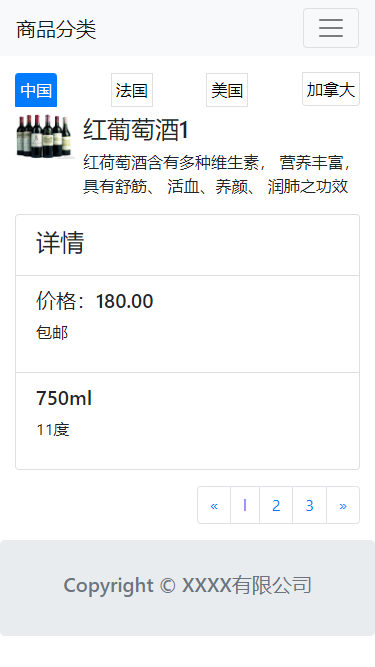 商品分类
中国 法国 美国 加拿大
红葡萄酒1
红荷萄酒含有多种维生素， 营养丰富，
具有舒筋、 活血、养颜、 润肺之功效
详情
价格：180.00
包邮
750ml
11度
« l 2 3 »
Copyright © XXXX有限公司